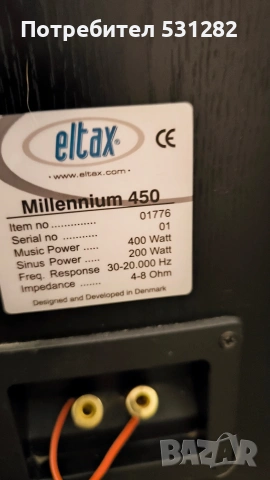 Потребител 531282
eltax®
CE
• www.eltax.com •
Millennium 450
Item no .............. 01776
Serial no ............ 01
Music Power ..... 400 Watt
Sinus Power ..... 200 Watt
Freq. Response 30-20.000 Hz
Impedance ....... 4-8 Ohm
Designed and Developed in Denmark
BAZAR